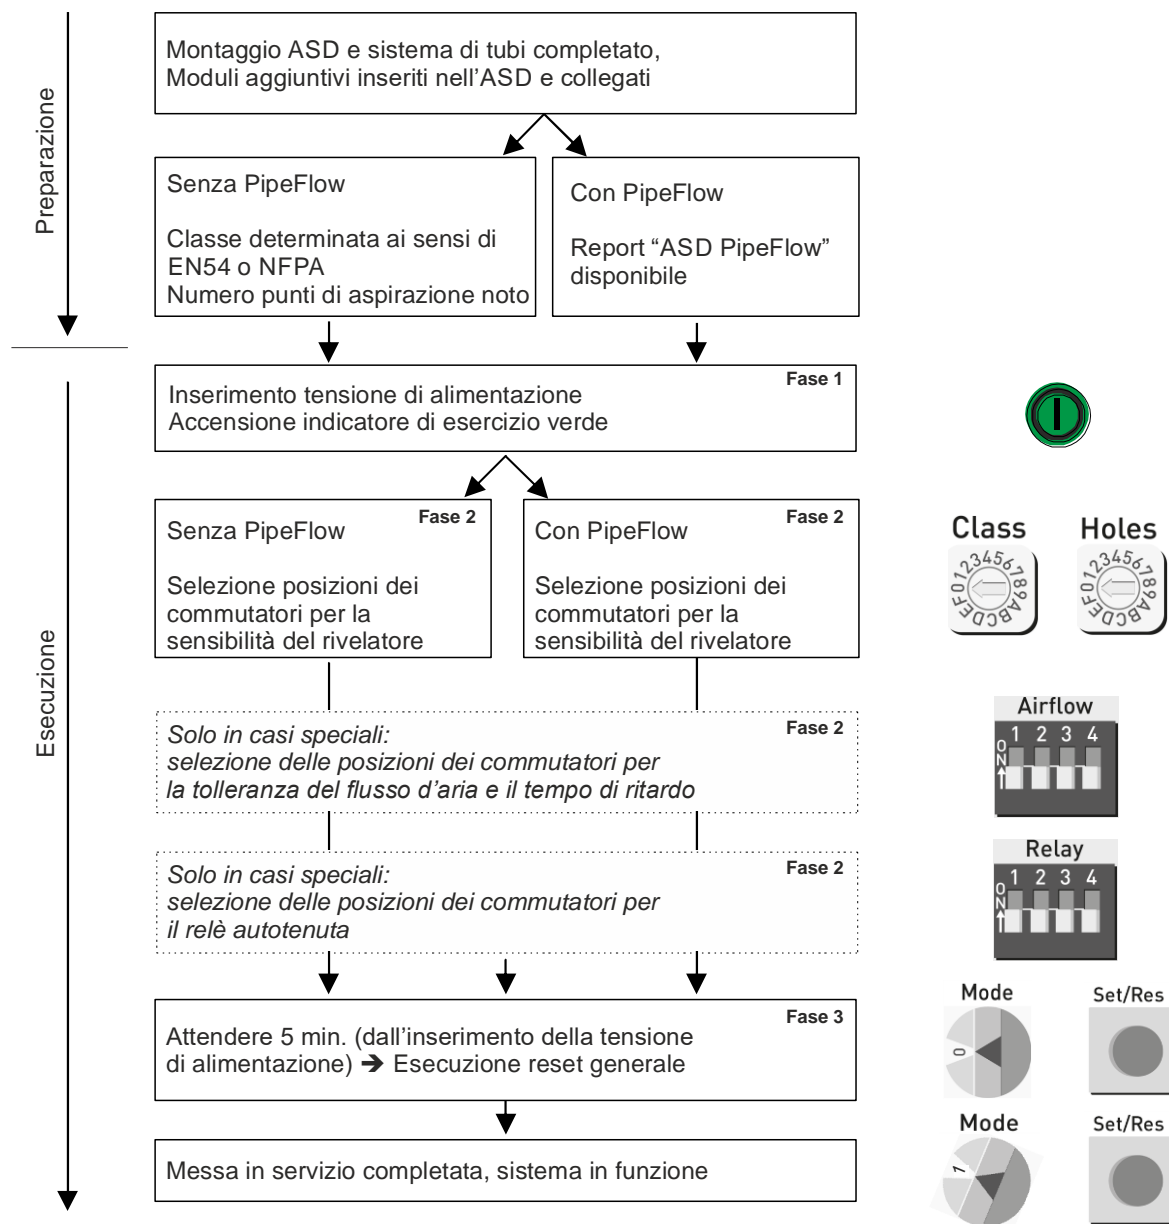 Preparazione
Montaggio ASD e sistema di tubi completato,
Moduli aggiuntivi inseriti nell’ASD e collegati
Senza PipeFlow
Classe determinata ai sensi di
EN54 o NFPA
Numero punti di aspirazione noto
Con PipeFlow
Report “ASD PipeFlow”
disponibile
Esecuzione
Fase 1
Inserimento tensione di alimentazione
Accensione indicatore di esercizio verde
Senza PipeFlow
Fase 2
Selezione posizioni dei
commutatori per la
sensibilità del rivelatore
Con PipeFlow
Fase 2
Selezione posizioni dei
commutatori per la
sensibilità del rivelatore
Class
0123456789ABCDEF
Holes
0123456789ABCDEF
Solo in casi speciali:
Fase 2
selezione delle posizioni dei commutatori per
la tolleranza del flusso d’aria e il tempo di ritardo
Airflow
1 2 3 4
ON
Solo in casi speciali:
Fase 2
selezione delle posizioni dei commutatori per
il relè autotenuta
Relay
1 2 3 4
ON
Fase 3
Attendere 5 min. (dall’inserimento della tensione
di alimentazione) ➔ Esecuzione reset generale
Mode
0
Set/Res
Messa in servizio completata, sistema in funzione
Mode
1
Set/Res